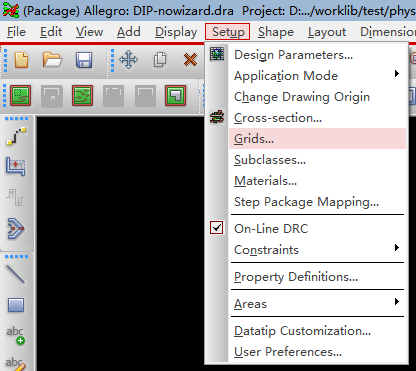 (Package) Allegro: DIP-nowizard.dra Project: D:.../worklib/test/phys
File Edit View Add Display Setup Shape Layout Dimensio
Design Parameters...
Application Mode
Change Drawing Origin
Cross-section...
Grids...
Subclasses...
Materials...
Step Package Mapping...
On-Line DRC
Constraints
Property Definitions...
Areas
Datatip Customization...
User Preferences...
abc
abc